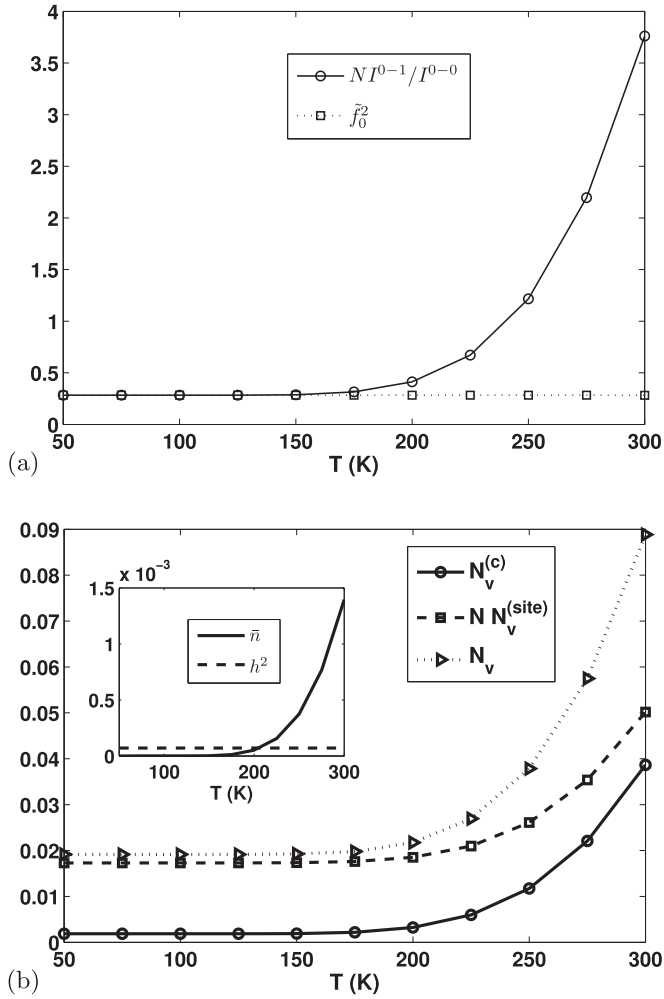 4
3.5
3
2.5
2
1.5
1
0.5
0
NI^{0-1}/I^{0-0}
\tilde{f}_0^2
50 100 150 200 250 300
T (K)
(a)
0.09
0.08
0.07
0.06
0.05
0.04
0.03
0.02
0.01
0
N_v^{(c)}
N N_v^{(site)}
N_v
x 10^{-3}
1.5
1
0.5
0
\bar{n}
h^2
100 200 300
T (K)
50 100 150 200 250 300
T (K)
(b)